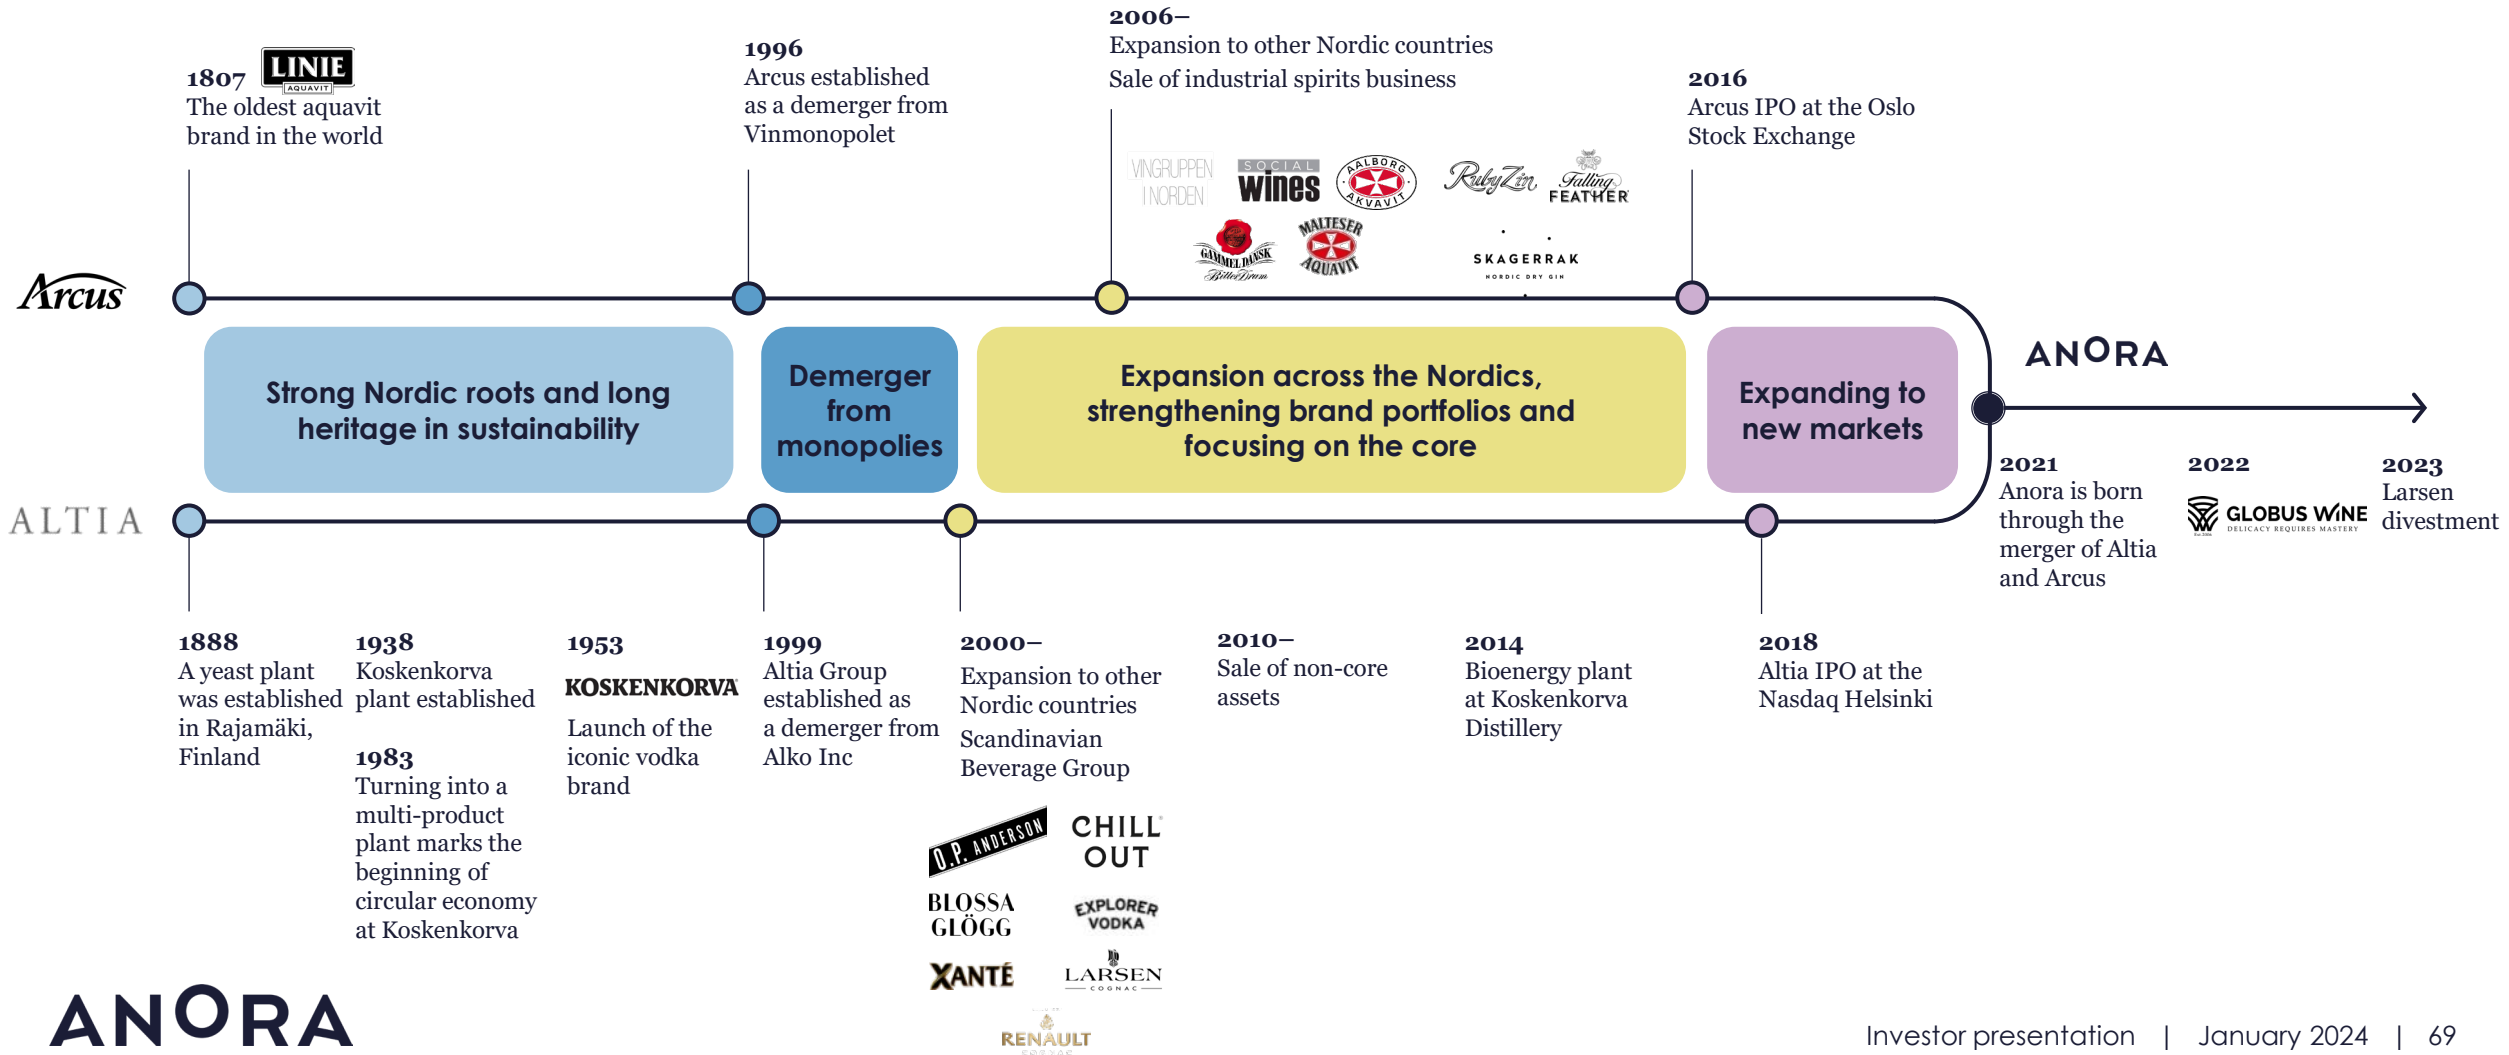 2006–
Expansion to other Nordic countries
Sale of industrial spirits business
1807
LINIE
AQUAVIT
The oldest aquavit
brand in the world
1996
Arcus established
as a demerger from
Vinmonopolet
2016
Arcus IPO at the Oslo
Stock Exchange
VINGRUPPEN
I NORDEN
SOCIAL
wines
AALBORG
AKVAVIT
RubyZin
Falling
FEATHER
GAMMEL DANSK
Bitter Dram
MALTESER
AQUAVIT
SKAGERRAK
NORDIC DRY GIN
Arcus
Strong Nordic roots and long
heritage in sustainability
Demerger
from
monopolies
Expansion across the Nordics,
strengthening brand portfolios and
focusing on the core
Expanding to
new markets
ANORA
ALTIA
2021
Anora is born
through the
merger of Altia
and Arcus
2022
GLOBUS WINE
DELICACY REQUIRES MASTERY
2023
Larsen
divestment
1888
A yeast plant
was established
in Rajamäki,
Finland
1938
Koskenkorva
plant established
1983
Turning into a
multi-product
plant marks the
beginning of
circular economy
at Koskenkorva
1953
KOSKENKORVA
Launch of the
iconic vodka
brand
1999
Altia Group
established as
a demerger from
Alko Inc
2000–
Expansion to other
Nordic countries
Scandinavian
Beverage Group
O.P. ANDERSON
CHILL
OUT
BLOSSA
GLÖGG
EXPLORER
VODKA
XANTÉ
LARSEN
COGNAC
RENAULT
COGNAC
2010–
Sale of non-core
assets
2014
Bioenergy plant
at Koskenkorva
Distillery
2018
Altia IPO at the
Nasdaq Helsinki
ANORA
Investor presentation | January 2024 | 69